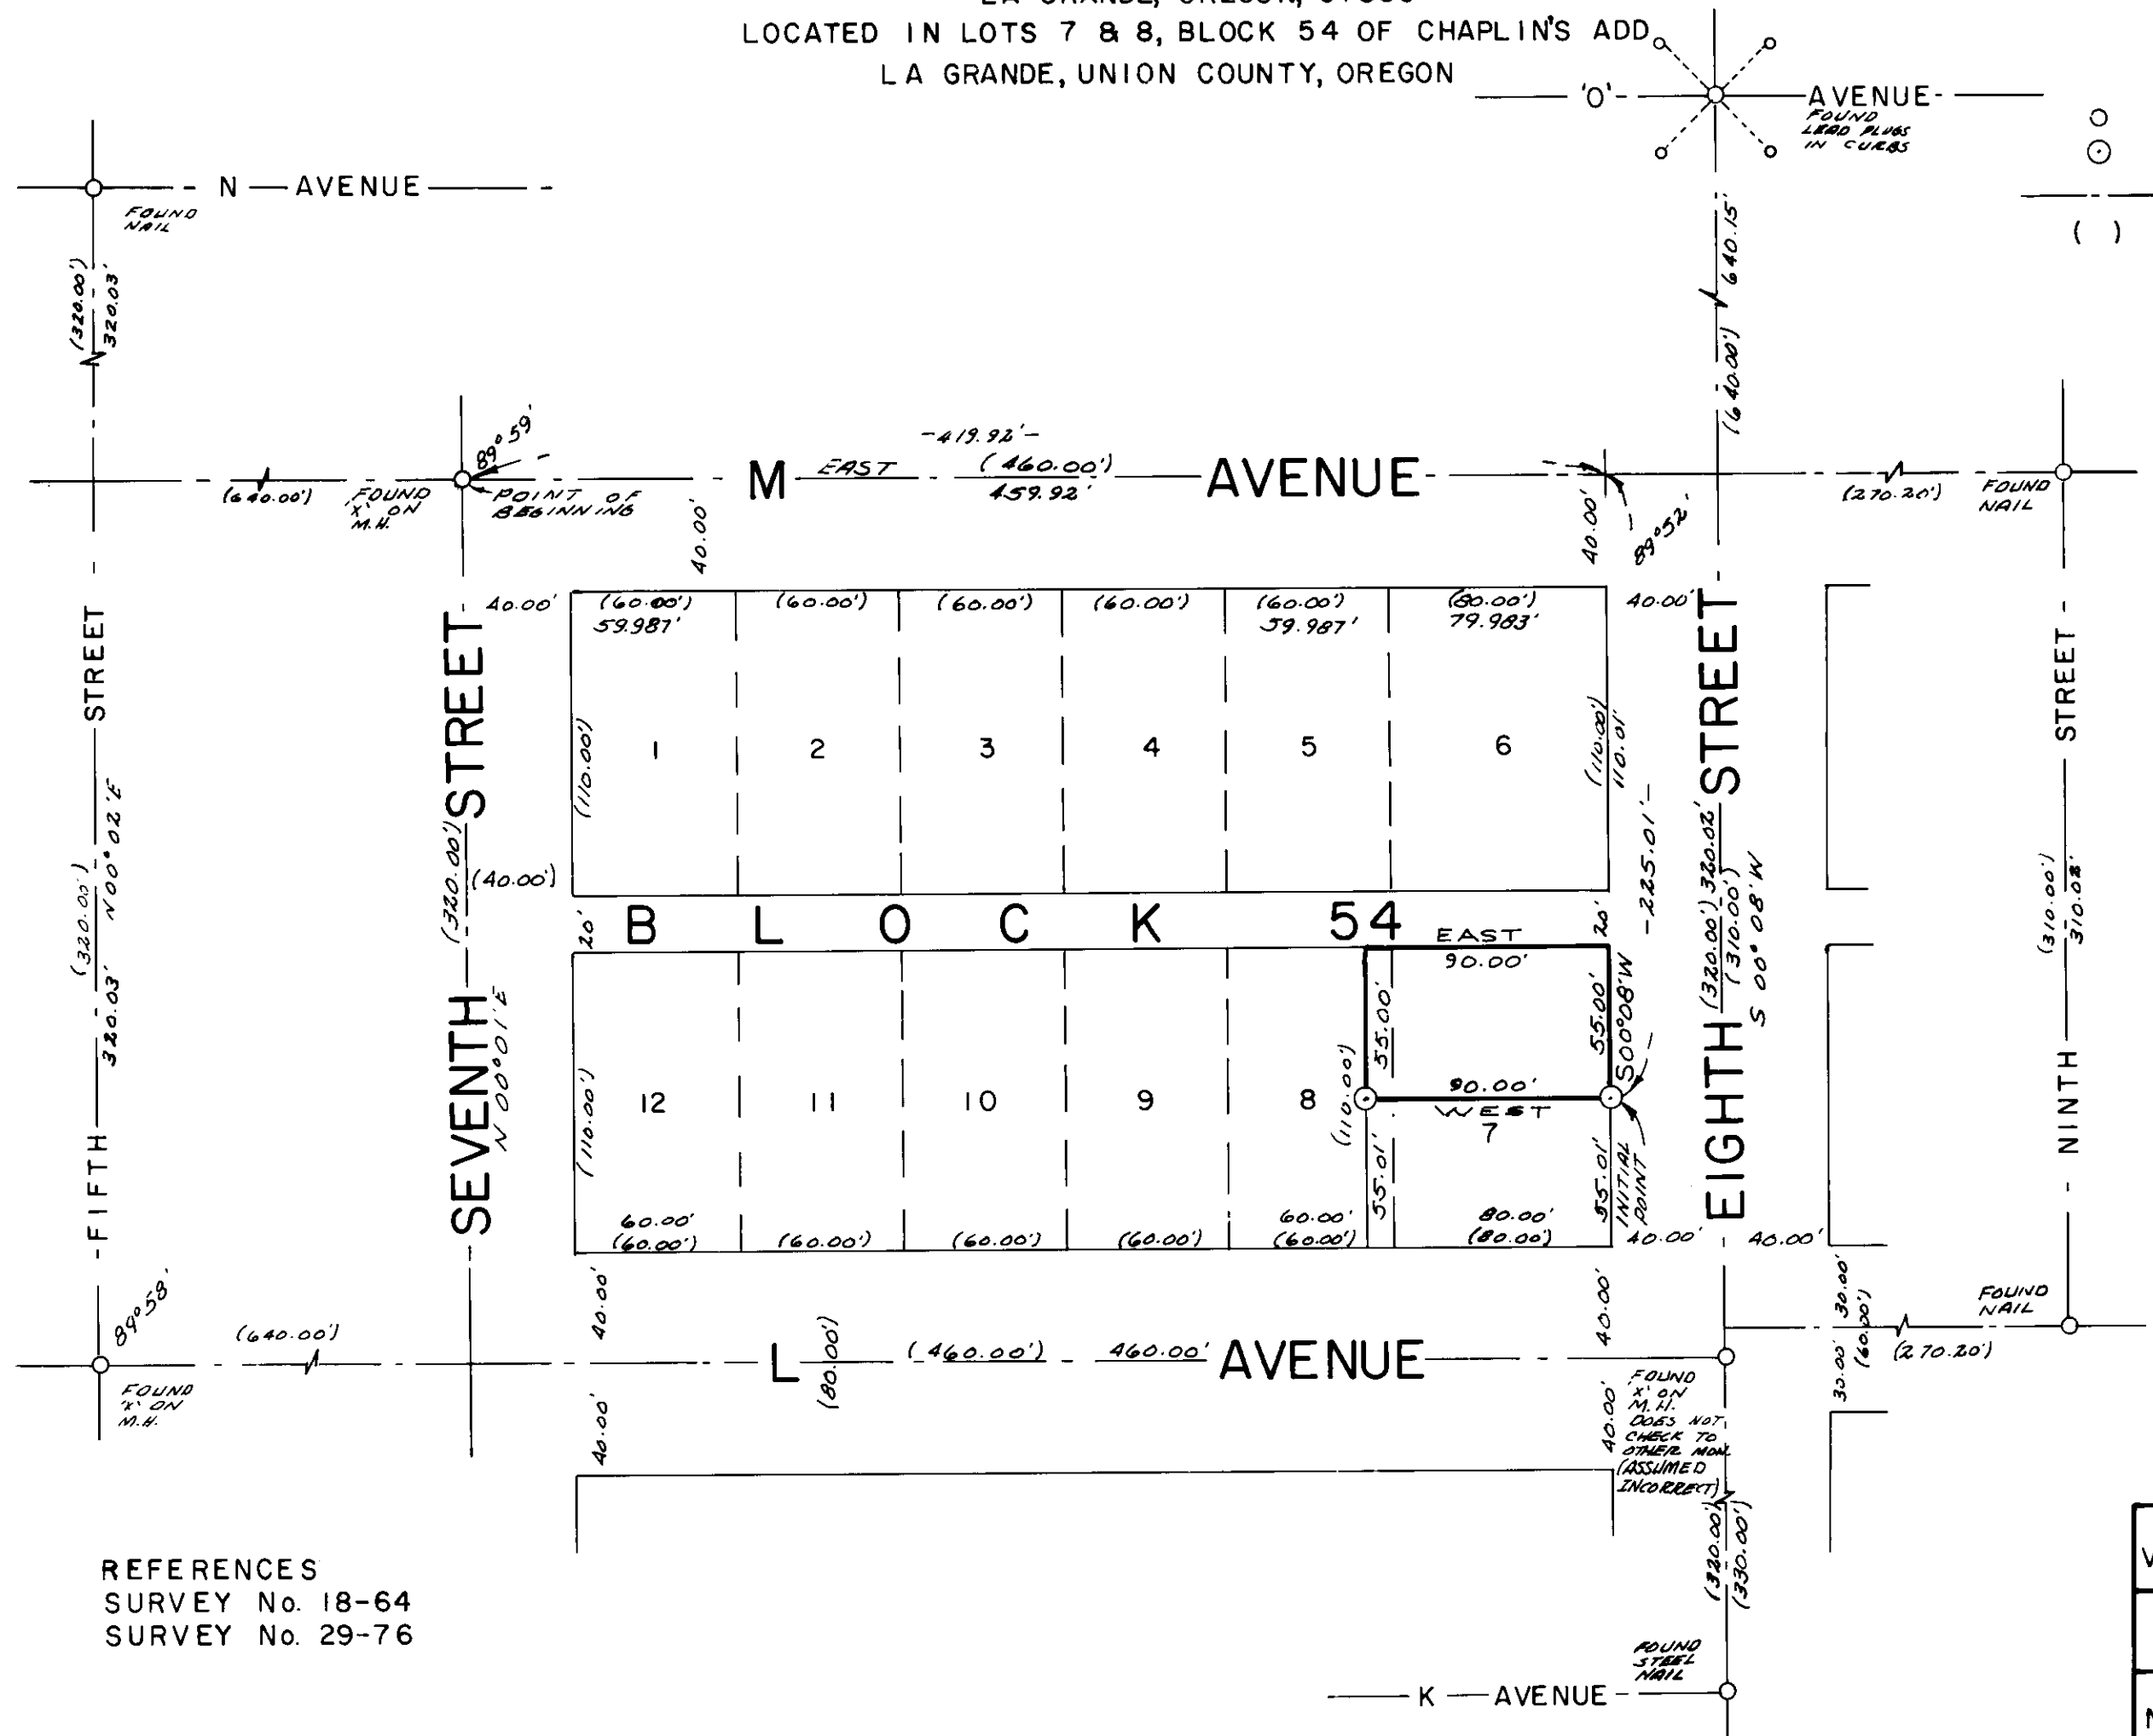 LOCATED IN LOTS 7 & 8, BLOCK 54 OF CHAPLIN'S ADD.
LA GRANDE, UNION COUNTY, OREGON
'O' AVENUE
FOUND
LEAD PLUGS
IN CURBS
( )
N AVENUE
FOUND
NAIL
(320.00')
320.03'
640.15'
(640.00')
89°59'
-419.92'-
M EAST (460.00') AVENUE
459.92'
(640.00')
FOUND
'X' ON
M.H.
POINT OF
BEGINNING
40.00'
40.00'
89°52'
(270.20')
FOUND
NAIL
40.00'
(60.00') (60.00') (60.00') (60.00') (60.00') (80.00')
59.987' 59.987' 79.983'
40.00'
FIFTH STREET
(320.00')
320.03' N 00°02'E
SEVENTH STREET
(320.00')
N 00°01'E
(40.00')
(110.00')
1 2 3 4 5 6
(110.00')
110.01'
-225.01'-
EIGHTH STREET
(320.00') 320.02'
(310.00')
S 00°08'W
NINTH STREET
(310.00')
310.02'
20'
BLOCK 54
20'
EAST
90.00'
55.00'
55.00'
S00°08'W
(110.00')
12 11 10 9 8
(110.00')
90.00'
WEST
7
55.01'
55.01'
INITIAL
POINT
60.00' 60.00' 80.00'
(60.00') (60.00') (60.00') (60.00') (60.00') (80.00')
40.00' 40.00'
89°58'
(640.00')
FOUND
'X' ON
M.H.
40.00'
40.00'
L (460.00') 460.00' AVENUE
(80.00')
40.00'
40.00'
FOUND
'X' ON
M.H.
DOES NOT
CHECK TO
OTHER MON.
(ASSUMED
INCORRECT)
30.00' 30.00'
(60.00')
(270.20')
FOUND
NAIL
(320.00')
(330.00')
REFERENCES
SURVEY No. 18-64
SURVEY No. 29-76
FOUND
STEEL
NAIL
K AVENUE